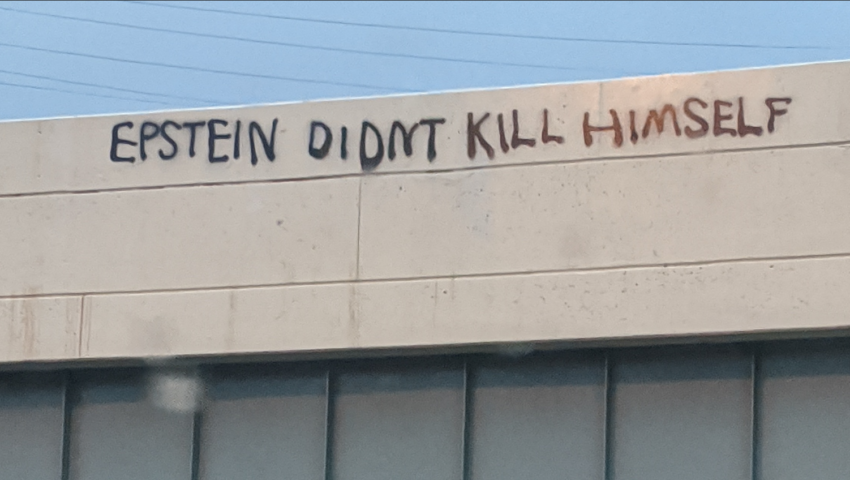 EPSTEIN DIDNT KILL HIMSELF